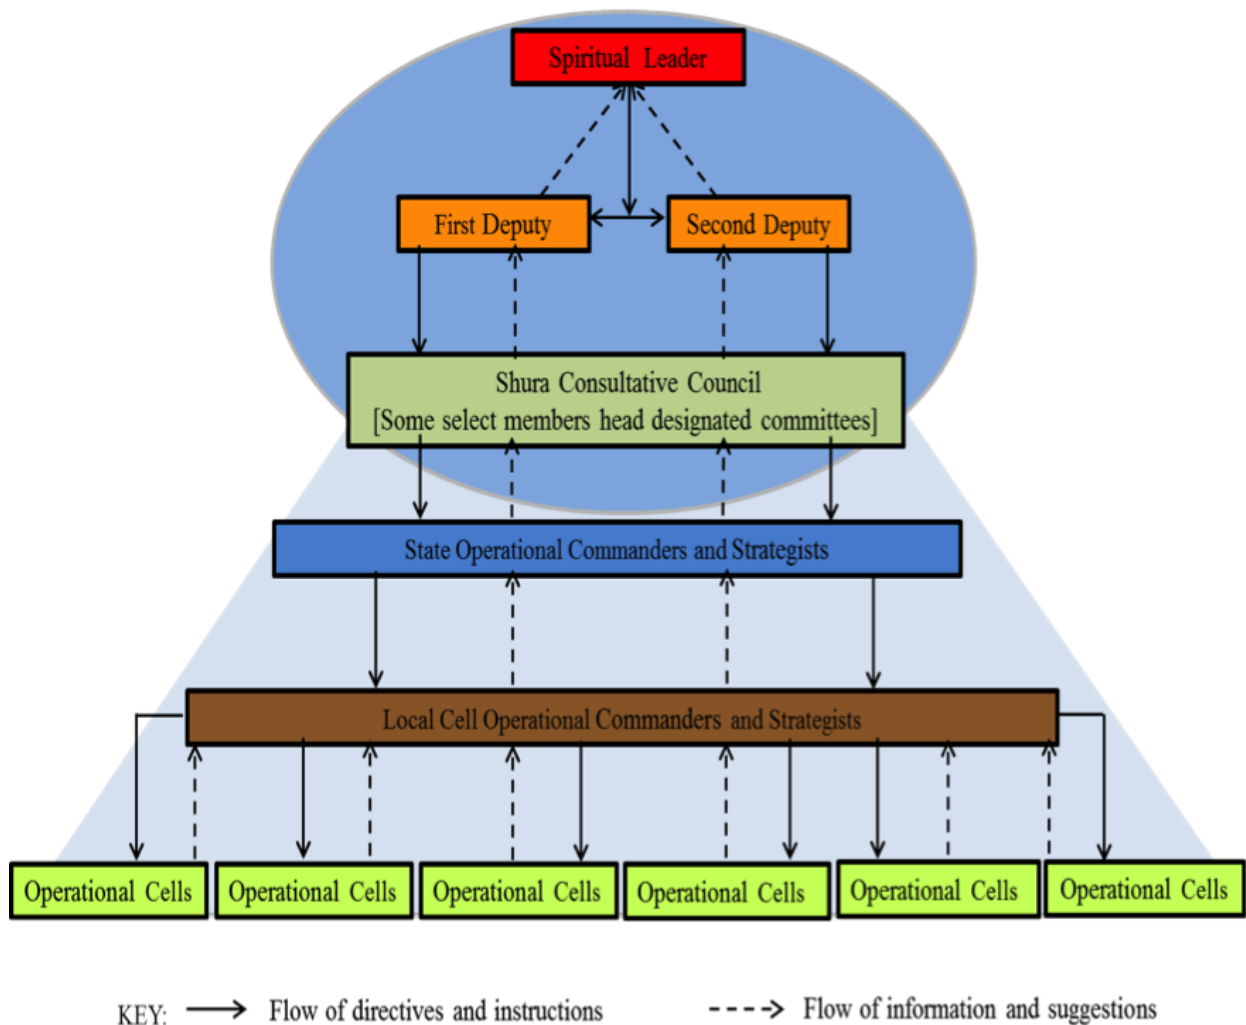 Spiritual Leader
First Deputy
Second Deputy
Shura Consultative Council
[Some select members head designated committees]
State Operational Commanders and Strategists
Local Cell Operational Commanders and Strategists
Operational Cells
Operational Cells
Operational Cells
Operational Cells
Operational Cells
Operational Cells
KEY:
Flow of directives and instructions
Flow of information and suggestions